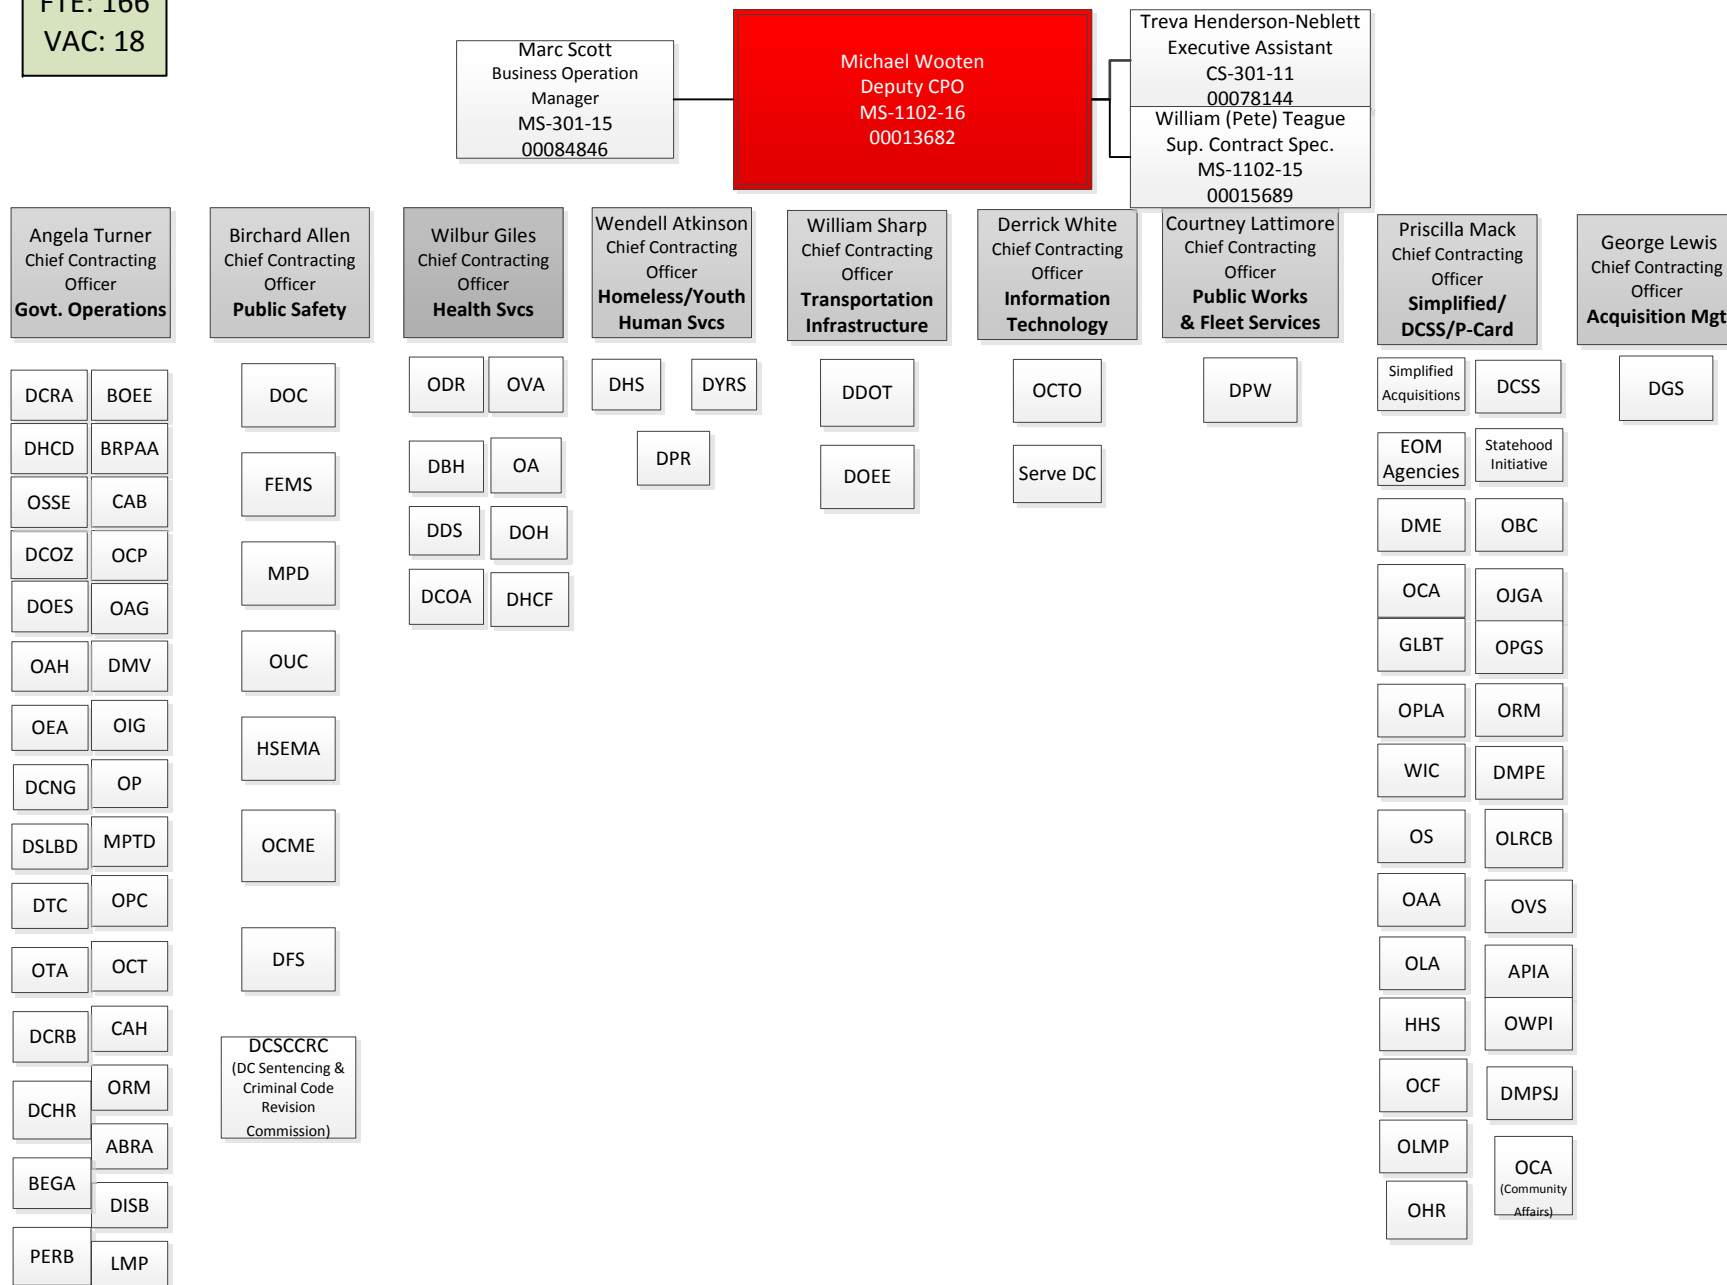 FTE: 166
VAC: 18
Marc Scott
Business Operation
Manager
MS-301-15
00084846
Michael Wooten
Deputy CPO
MS-1102-16
00013682
Treva Henderson-Neblett
Executive Assistant
CS-301-11
00078144
William (Pete) Teague
Sup. Contract Spec.
MS-1102-15
00015689
Angela Turner
Chief Contracting
Officer
Govt. Operations
Birchard Allen
Chief Contracting
Officer
Public Safety
Wilbur Giles
Chief Contracting
Officer
Health Svcs
Wendell Atkinson
Chief Contracting
Officer
Homeless/Youth
Human Svcs
William Sharp
Chief Contracting
Officer
Transportation
Infrastructure
Derrick White
Chief Contracting
Officer
Information
Technology
Courtney Lattimore
Chief Contracting
Officer
Public Works
& Fleet Services
Priscilla Mack
Chief Contracting
Officer
Simplified/
DCSS/P-Card
George Lewis
Chief Contracting
Officer
Acquisition Mgt
DCRA
BOEE
DHCD
BRPAA
OSSE
CAB
DCOZ
OCP
DOES
OAG
OAH
DMV
OEA
OIG
DCNG
OP
DSLBD
MPTD
DTC
OPC
OTA
OCT
DCRB
CAH
DCHR
ORM
ABRA
BEGA
DISB
PERB
LMP
DOC
FEMS
MPD
OUC
HSEMA
OCME
DFS
DCSCCRC
(DC Sentencing &
Criminal Code
Revision
Commission)
ODR
OVA
DBH
OA
DDS
DOH
DCOA
DHCF
DHS
DYRS
DPR
DDOT
DOEE
OCTO
Serve DC
DPW
Simplified
Acquisitions
DCSS
EOM
Agencies
Statehood
Initiative
DME
OBC
OCA
OJGA
GLBT
OPGS
OPLA
ORM
WIC
DMPE
OS
OLRCB
OAA
OVS
OLA
APIA
HHS
OWPI
OCF
DMPSJ
OLMP
OCA
(Community
Affairs)
OHR
DGS